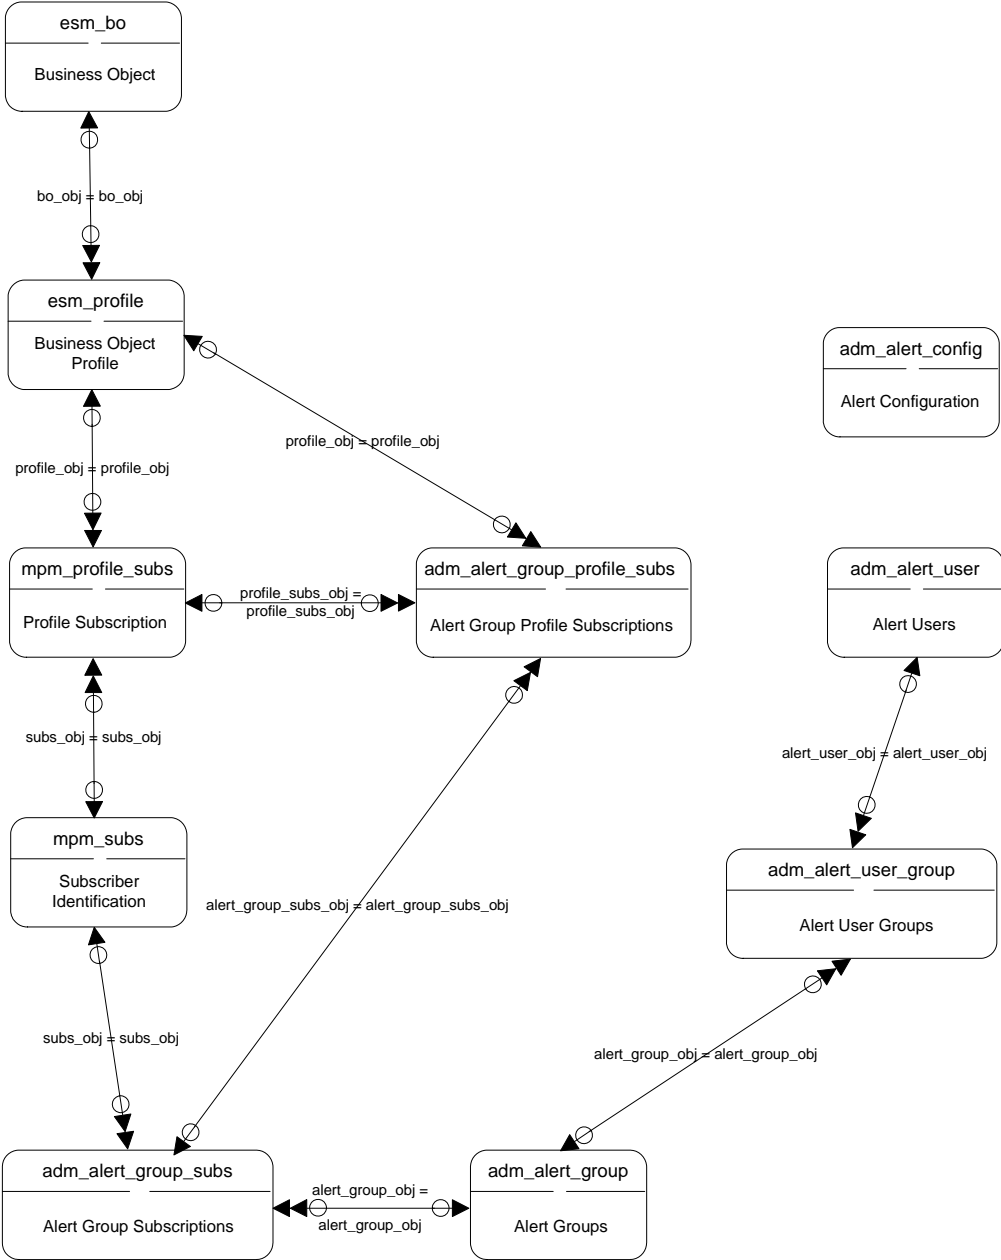 esm_bo
Business Object
bo_obj = bo_obj
esm_profile
Business Object
Profile
adm_alert_config
Alert Configuration
profile_obj = profile_obj
profile_obj = profile_obj
mpm_profile_subs
Profile Subscription
profile_subs_obj =
profile_subs_obj
adm_alert_group_profile_subs
Alert Group Profile Subscriptions
adm_alert_user
Alert Users
subs_obj = subs_obj
alert_user_obj = alert_user_obj
mpm_subs
Subscriber
Identification
alert_group_subs_obj = alert_group_subs_obj
adm_alert_user_group
Alert User Groups
subs_obj = subs_obj
alert_group_obj = alert_group_obj
adm_alert_group_subs
Alert Group Subscriptions
alert_group_obj =
alert_group_obj
adm_alert_group
Alert Groups